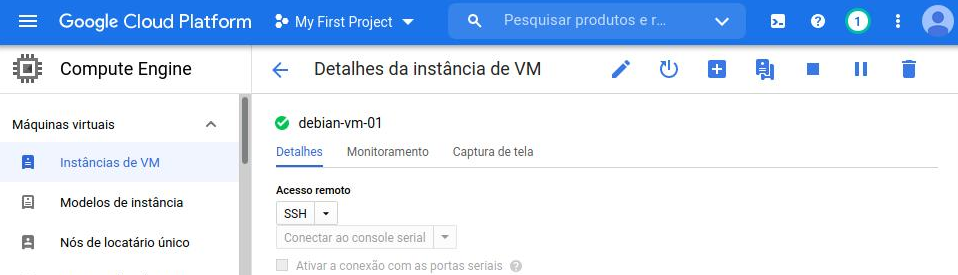 Google Cloud Platform My First Project Pesquisar produtos e r... ? 1
Compute Engine Detalhes da instância de VM
Máquinas virtuais debian-vm-01
Instâncias de VM Detalhes Monitoramento Captura de tela
Acesso remoto
Modelos de instância SSH
Nós de locatário único Conectar ao console serial
Ativar a conexão com as portas seriais ?